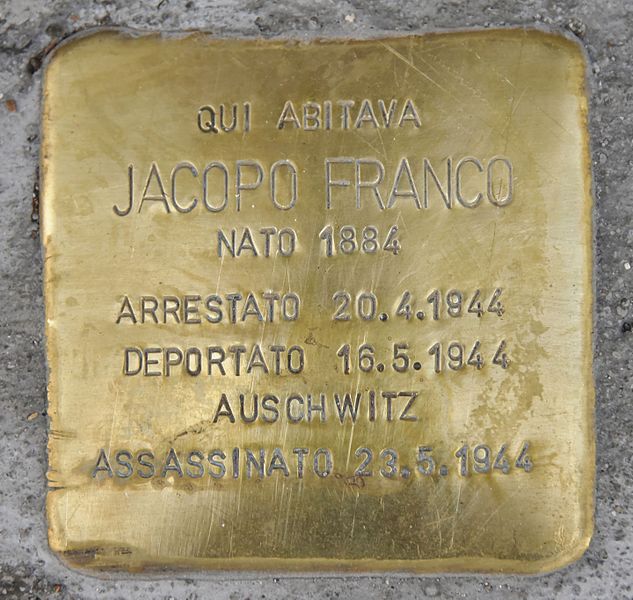 QUI ABITAVA
JACOPO FRANCO
NATO 1884
ARRESTATO 20.4.1944
DEPORTATO 16.5.1944
AUSCHWITZ
ASSASSINATO 23.5.1944